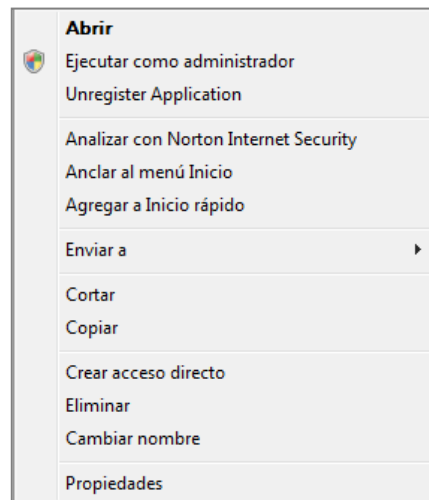 Abrir
Ejecutar como administrador
Unregister Application
Analizar con Norton Internet Security
Anclar al menú Inicio
Agregar a Inicio rápido
Enviar a
Cortar
Copiar
Crear acceso directo
Eliminar
Cambiar nombre
Propiedades